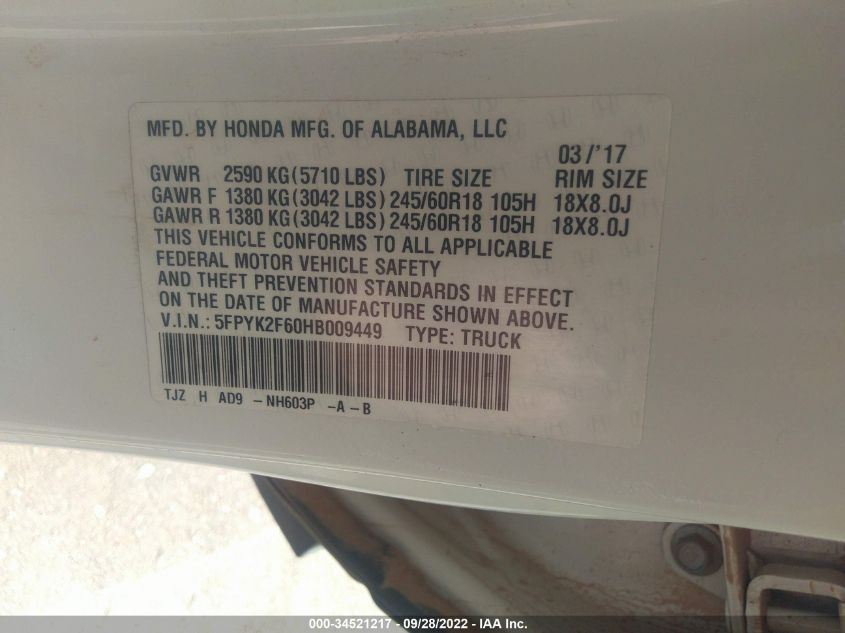 MFD. BY HONDA MFG. OF ALABAMA, LLC
03/'17
GVWR 2590 KG(5710 LBS) TIRE SIZE RIM SIZE
GAWR F 1380 KG(3042 LBS) 245/60R18 105H 18X8.0J
GAWR R 1380 KG(3042 LBS) 245/60R18 105H 18X8.0J
THIS VEHICLE CONFORMS TO ALL APPLICABLE
FEDERAL MOTOR VEHICLE SAFETY
AND THEFT PREVENTION STANDARDS IN EFFECT
ON THE DATE OF MANUFACTURE SHOWN ABOVE.
V.I.N.: 5FPYK2F60HB009449 TYPE: TRUCK
TJZ H AD9 -NH603P -A-B
000-34521217 - 09/28/2022 - IAA Inc.